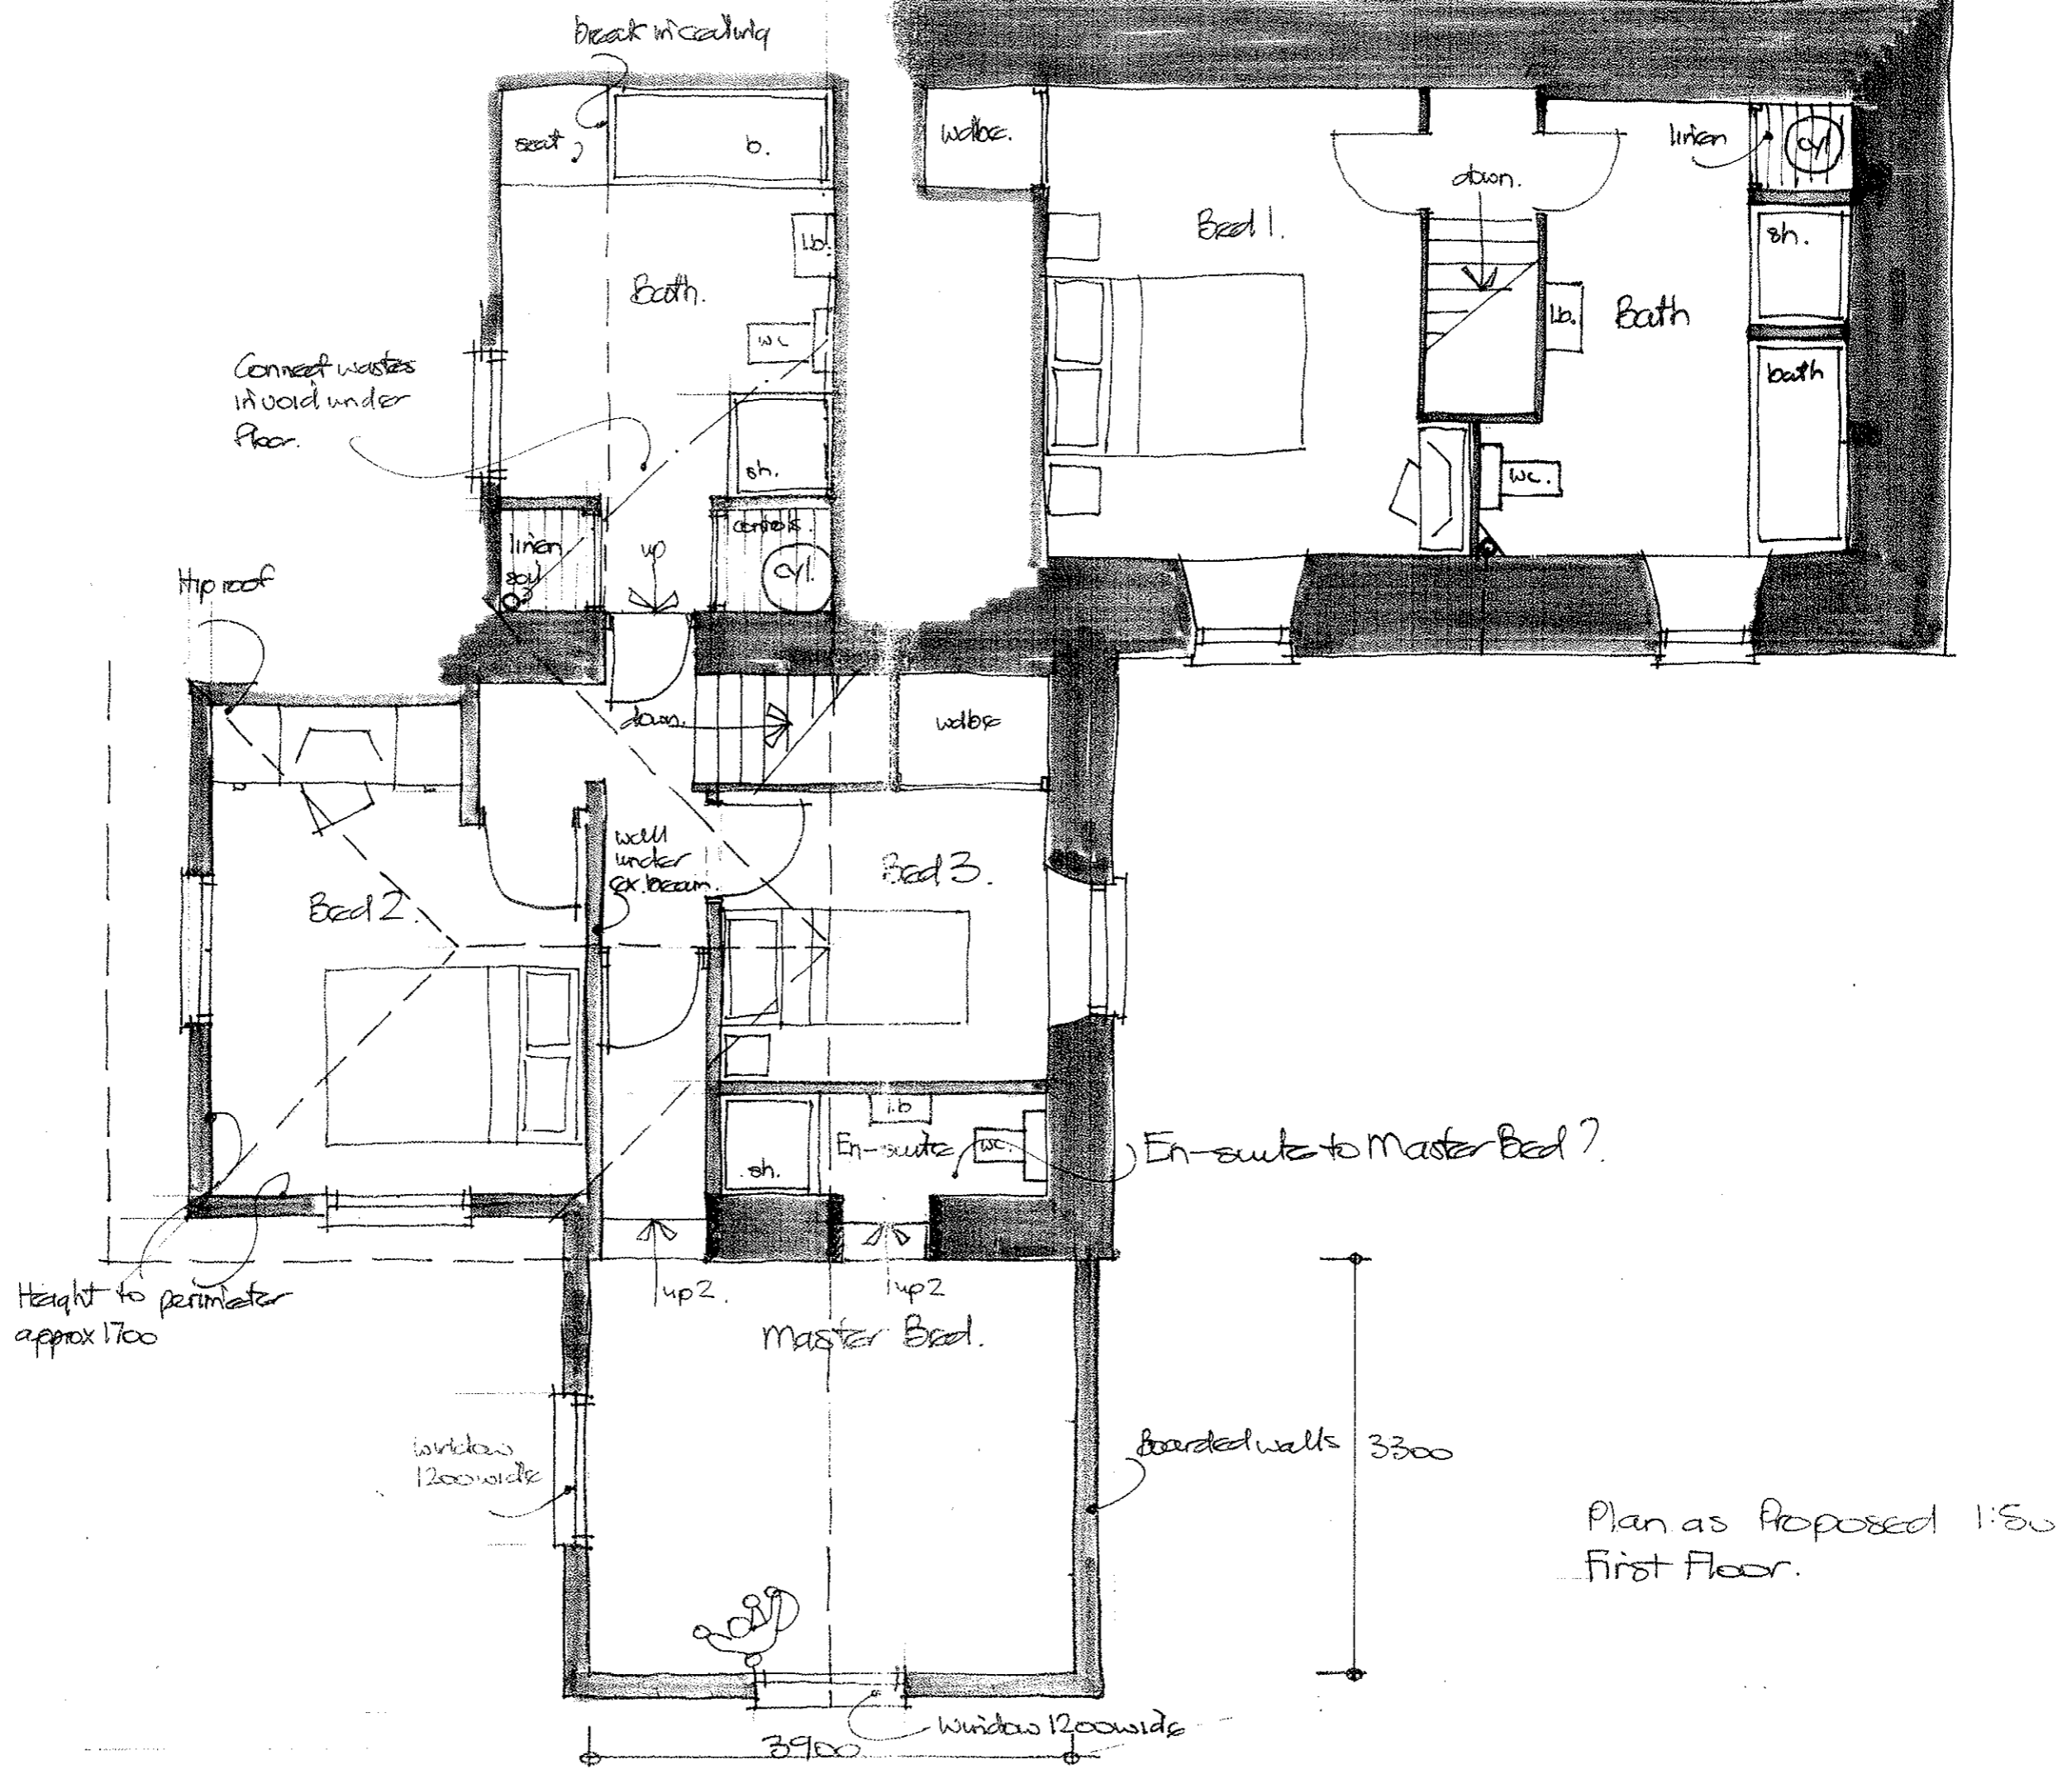 break in ceiling
seat
b.
wdbe.
linen
cyl
down.
l.b.
Bed 1.
sh.
Bath.
l.b.
Bath
wc
Connect wastes
in void under
floor.
bath
sh.
wc.
controls.
linen
up
cyl.
soil
Hip roof
down.
wdbe
wall
under
ex. beam.
Bed 3.
Bed 2.
l.b
En-suite
wc.
En-suite to Master Bed ?.
sh.
up 2.
up 2
Height to perimeter
approx 1700
Master Bed.
window
1200 wide
Boarded walls
3300
Plan as Proposed 1:50
First Floor.
window 1200 wide
3900